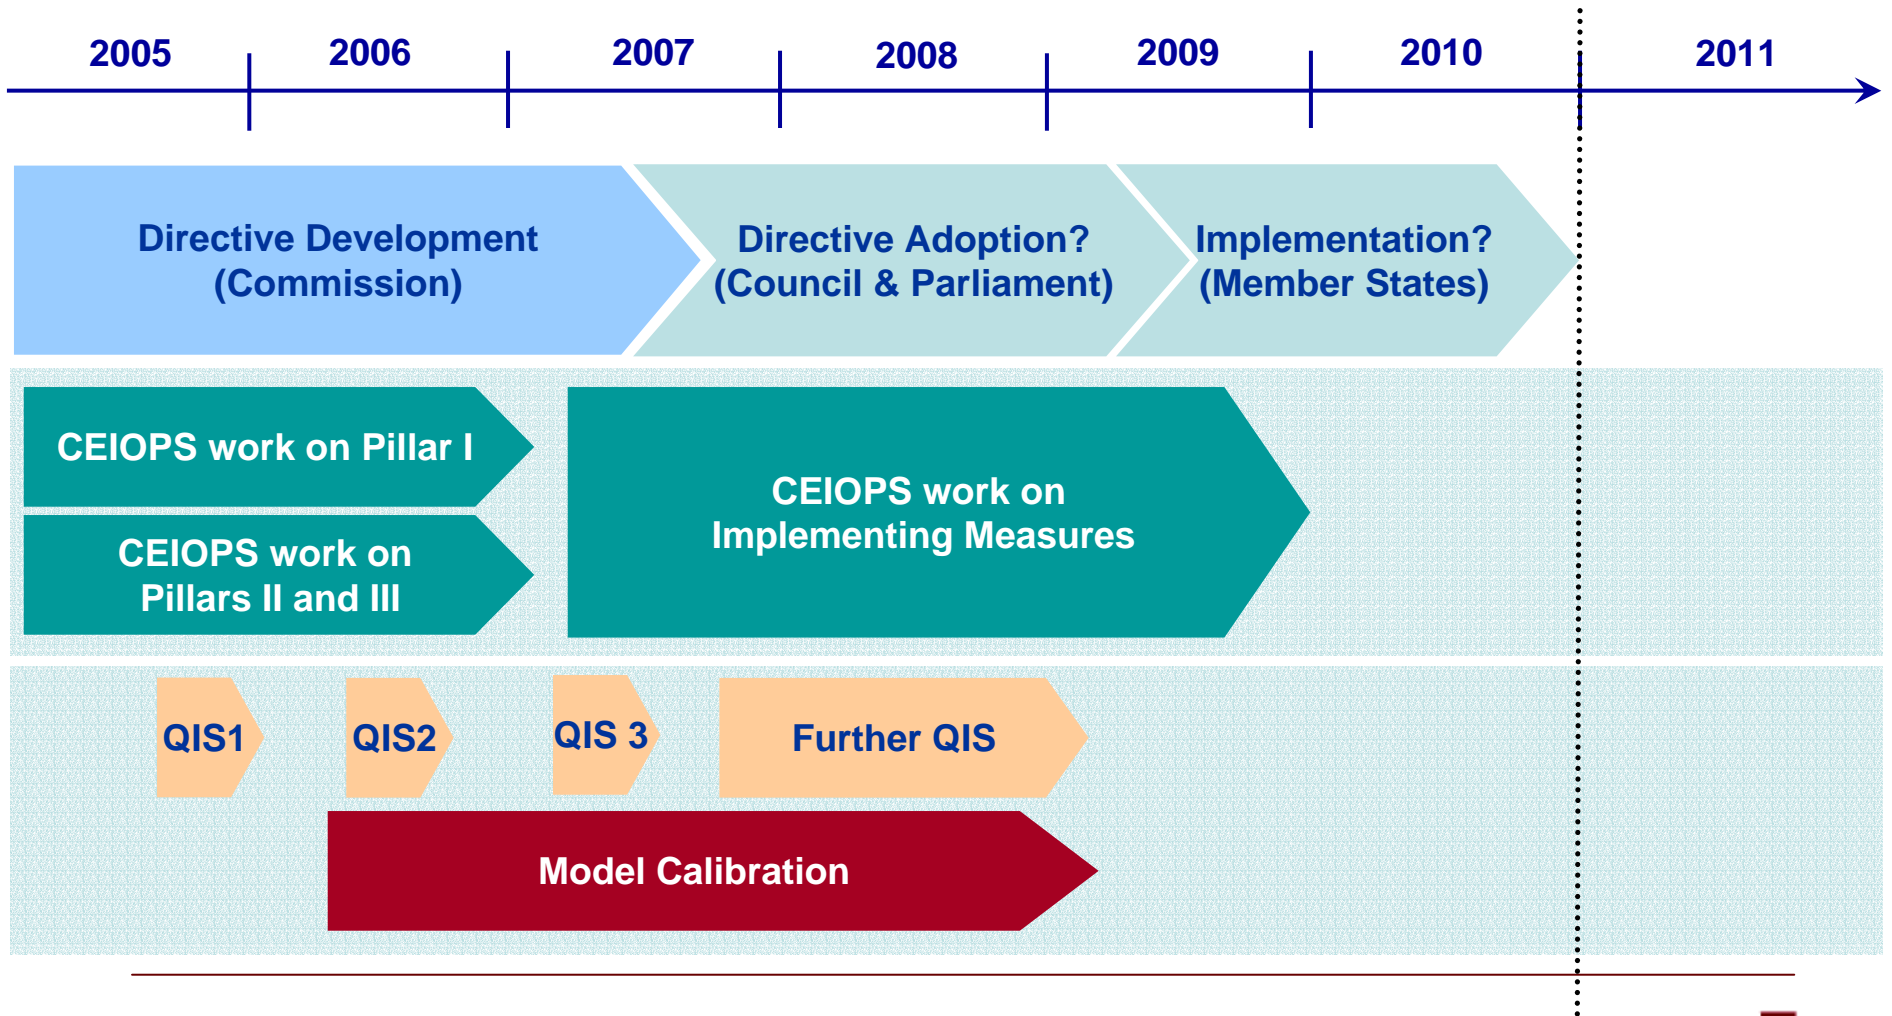 2005 2006 2007 2008 2009 2010 2011
Directive Development
(Commission)
Directive Adoption?
(Council & Parliament)
Implementation?
(Member States)
CEIOPS work on Pillar I
CEIOPS work on
Pillars II and III
CEIOPS work on
Implementing Measures
QIS1
QIS2
QIS 3
Further QIS
Model Calibration